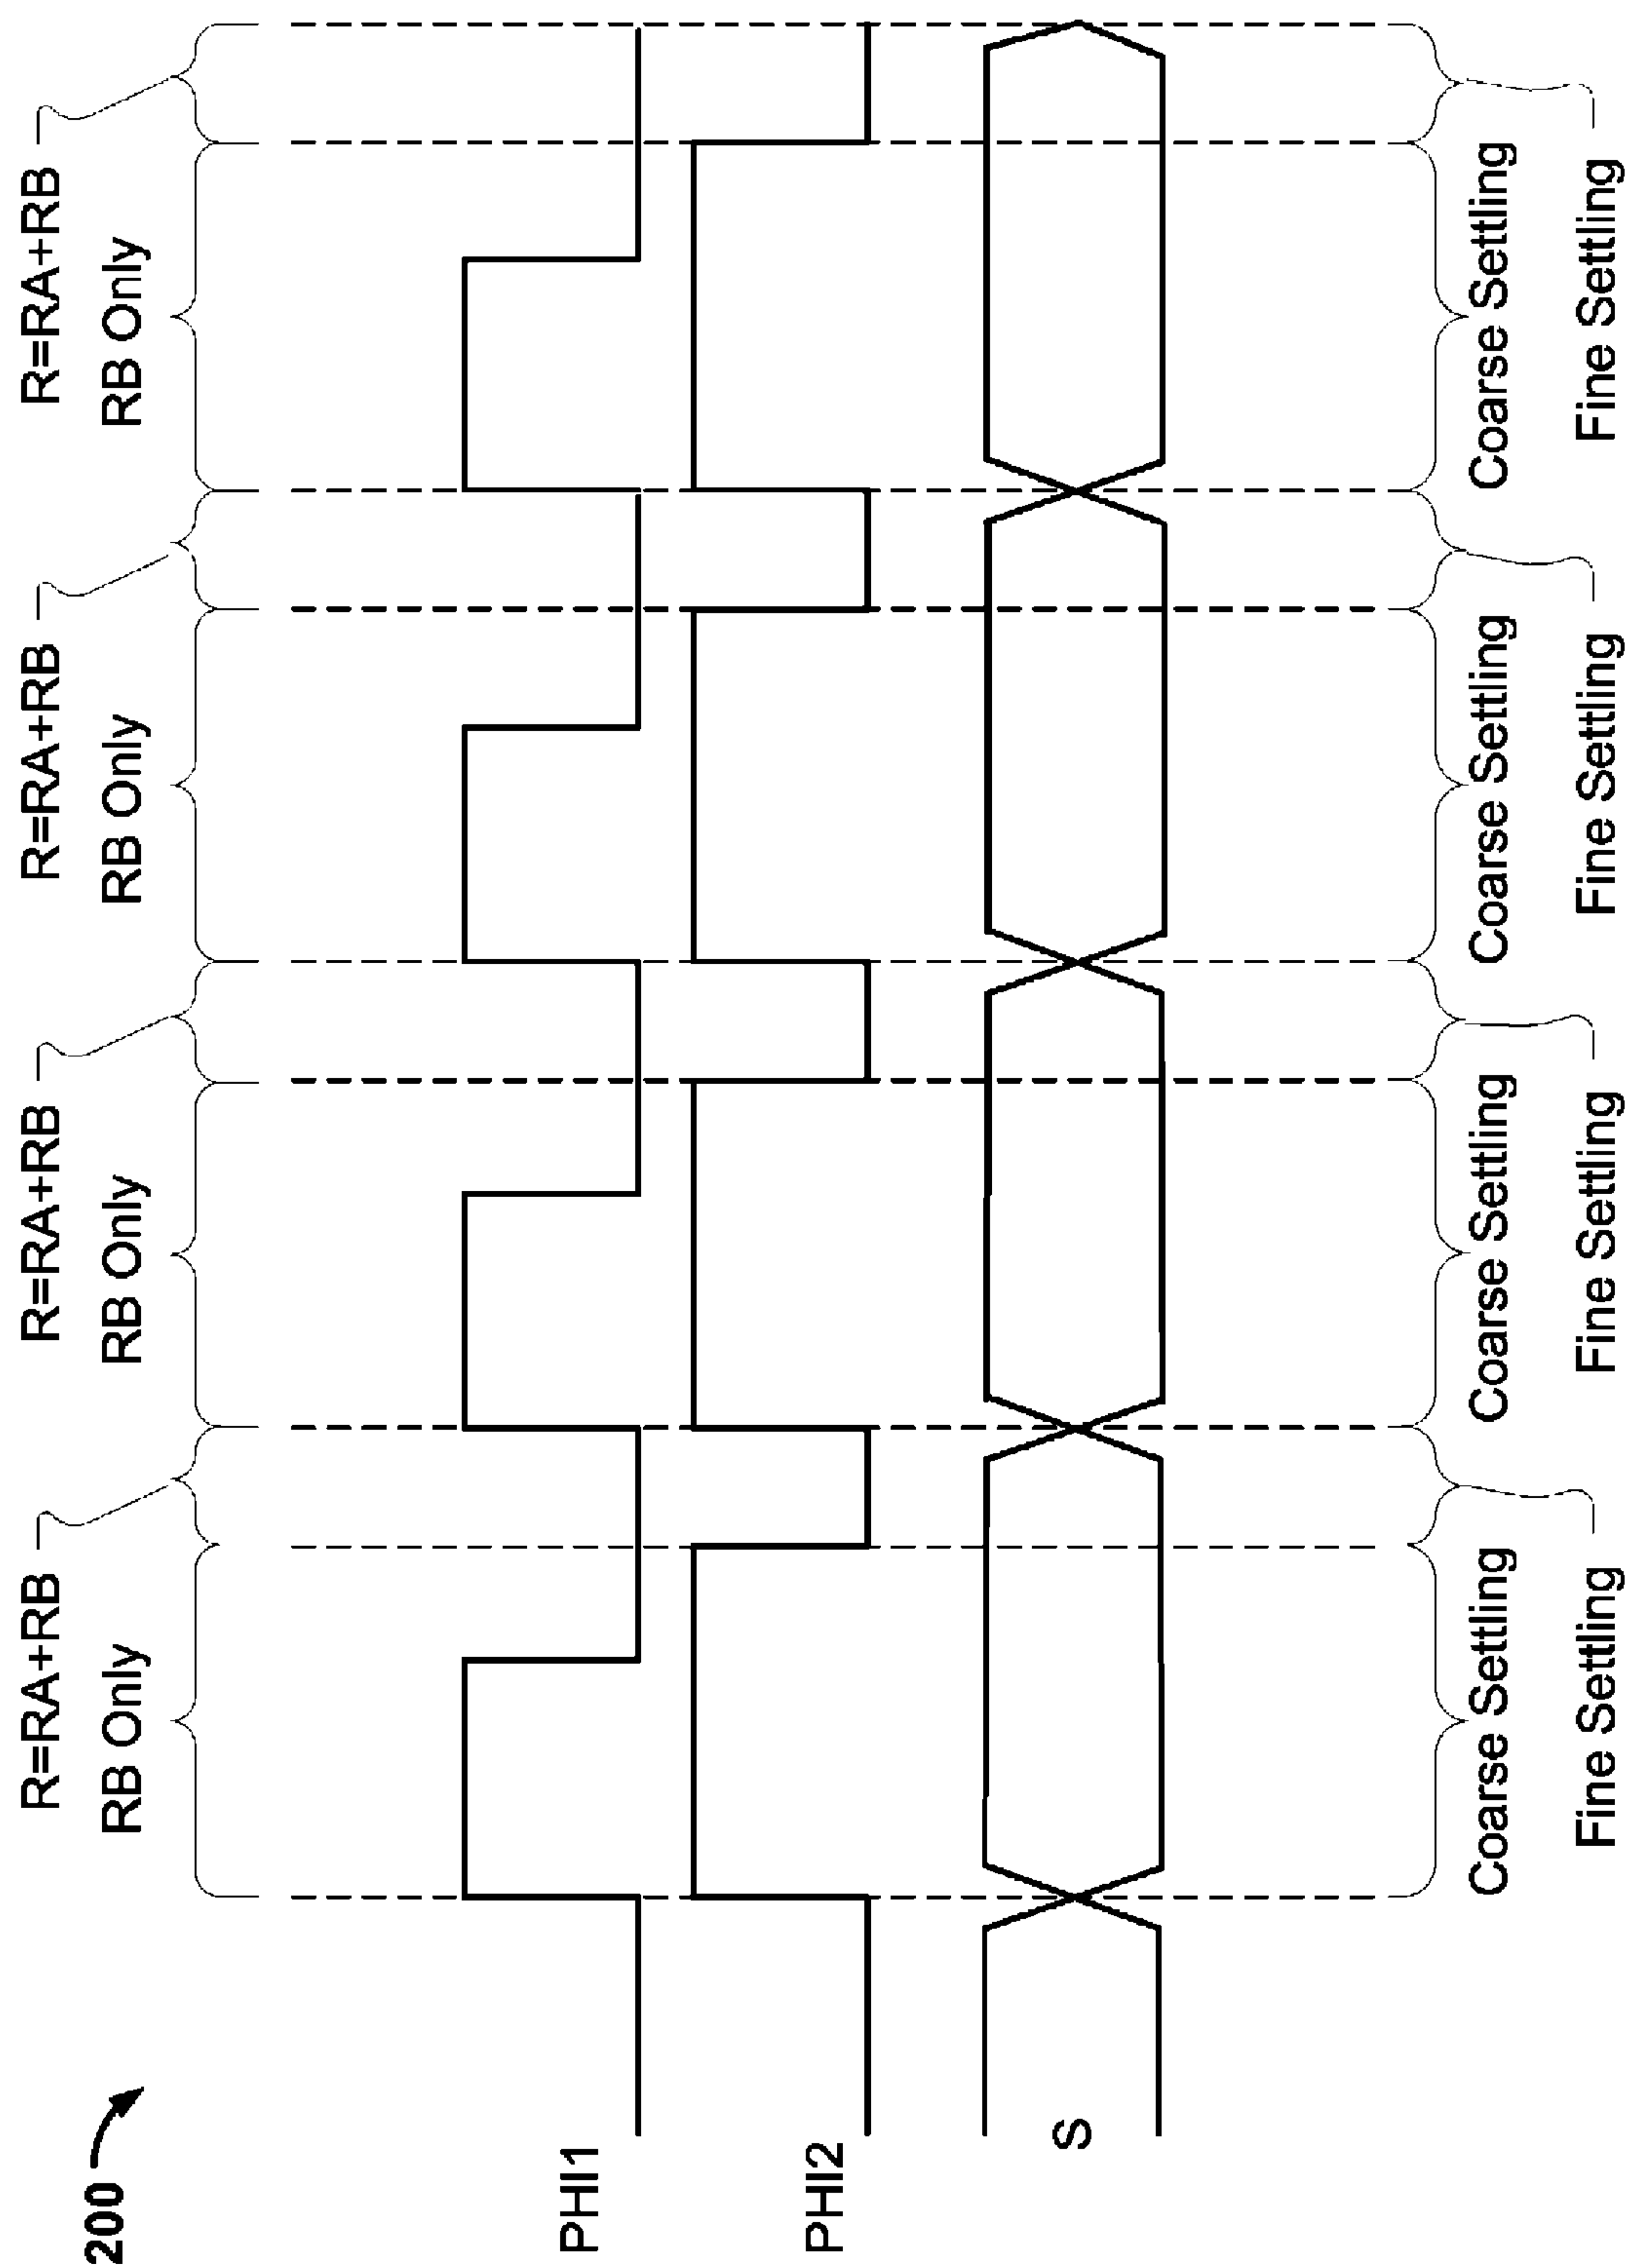 200
R=RA+RB
R=RA+RB
R=RA+RB
R=RA+RB
RB Only
RB Only
RB Only
RB Only
PHI1
PHI2
S
Coarse Settling
Coarse Settling
Coarse Settling
Coarse Settling
Fine Settling
Fine Settling
Fine Settling
Fine Settling